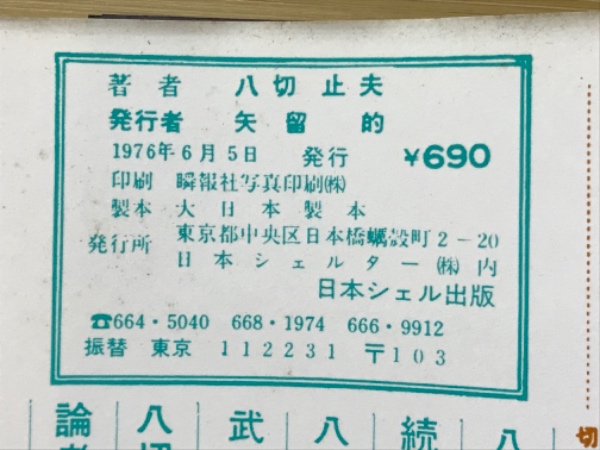 著者 八切止夫
発行者 矢留的
1976年6月5日 発行 ¥690
印刷 瞬報社写真印刷㈱
製本 大日本製本
発行所 東京都中央区日本橋蠣殻町2−20
日本シェルター㈱内
日本シェル出版
☎664・5040 668・1974 666・9912
振替 東京 112231 〒103
論
八切
武
八
続
八
切